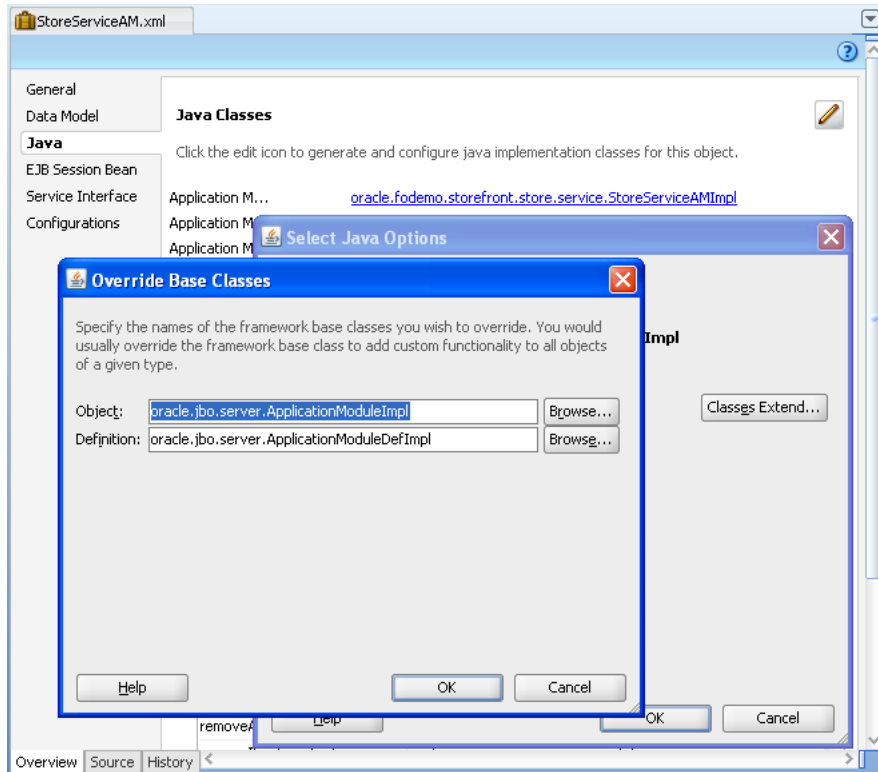 StoreServiceAM.xml
General
Data Model
Java
EJB Session Bean
Service Interface
Configurations
Java Classes
Click the edit icon to generate and configure java implementation classes for this object.
Application M... oracle.fodemo.storefront.store.service.StoreServiceAMImpl
Application M
Application M
Select Java Options
Impl
Classes Extend...
Override Base Classes
Specify the names of the framework base classes you wish to override. You would
usually override the framework base class to add custom functionality to all objects
of a given type.
Object: oracle.jbo.server.ApplicationModuleImpl Browse...
Definition: oracle.jbo.server.ApplicationModuleDefImpl Browse...
Help OK Cancel
removeA Help OK Cancel
Overview Source History